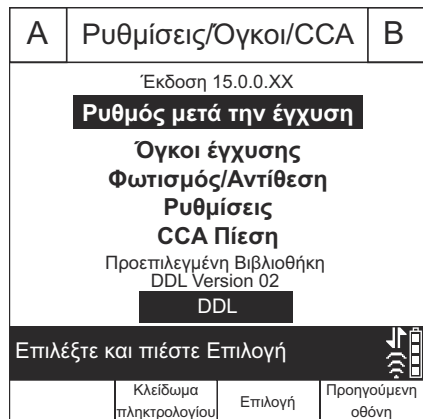 A Ρυθμίσεις/Όγκοι/CCA B
Έκδοση 15.0.0.XX
Ρυθμός μετά την έγχυση
Όγκοι έγχυσης
Φωτισμός/Αντίθεση
Ρυθμίσεις
CCA Πίεση
Προεπιλεγμένη Βιβλιοθήκη
DDL Version 02
DDL
Επιλέξτε και πιέστε Επιλογή
Κλείδωμα πληκτρολογίου Επιλογή Προηγούμενη οθόνη